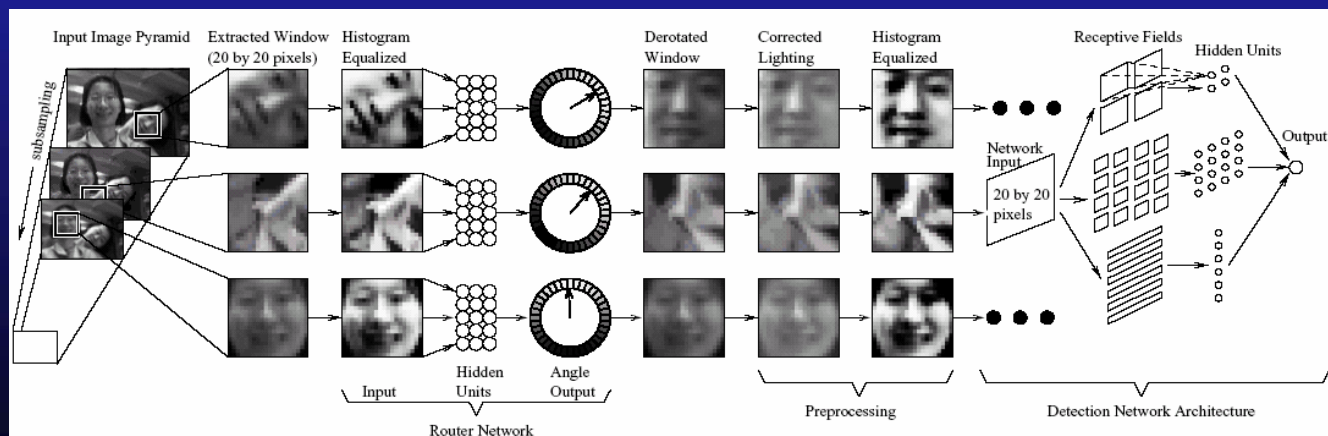 Input Image Pyramid
subsampling
Extracted Window
(20 by 20 pixels)
Histogram
Equalized
Derotated
Window
Corrected
Lighting
Histogram
Equalized
Receptive Fields
Hidden Units
Network
Input
20 by 20
pixels
Output
Input
Hidden
Units
Angle
Output
Router Network
Preprocessing
Detection Network Architecture